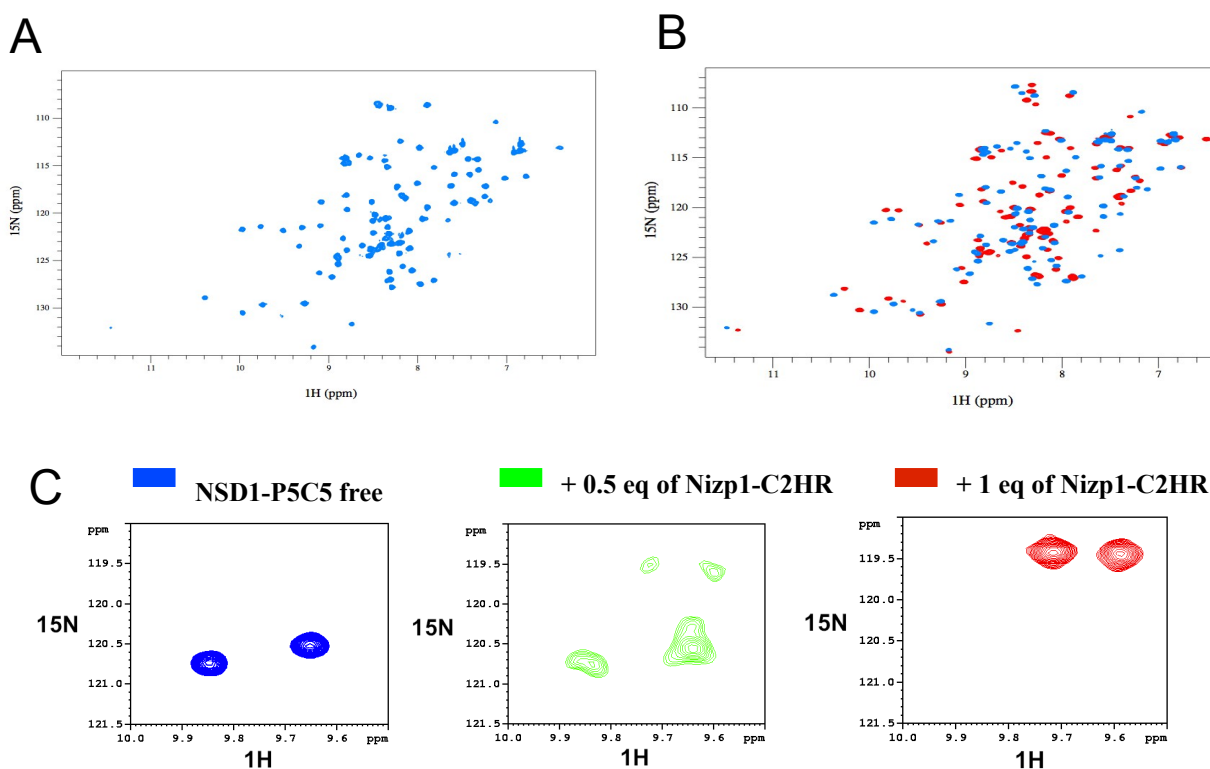 A
B
15N (ppm)
110
115
120
125
130
11
10
9
8
7
1H (ppm)
15N (ppm)
110
115
120
125
130
11
10
9
8
7
1H (ppm)
C
NSD1-P5C5 free
+ 0.5 eq of Nizp1-C2HR
+ 1 eq of Nizp1-C2HR
ppm
119.5
120.0
15N
120.5
121.0
121.5
10.0 9.9 9.8 9.7 9.6 ppm
1H
ppm
119.5
120.0
15N
120.5
121.0
121.5
10.0 9.9 9.8 9.7 9.6 ppm
1H
ppm
119.5
120.0
15N
120.5
121.0
121.5
10.0 9.9 9.8 9.7 9.6 ppm
1H